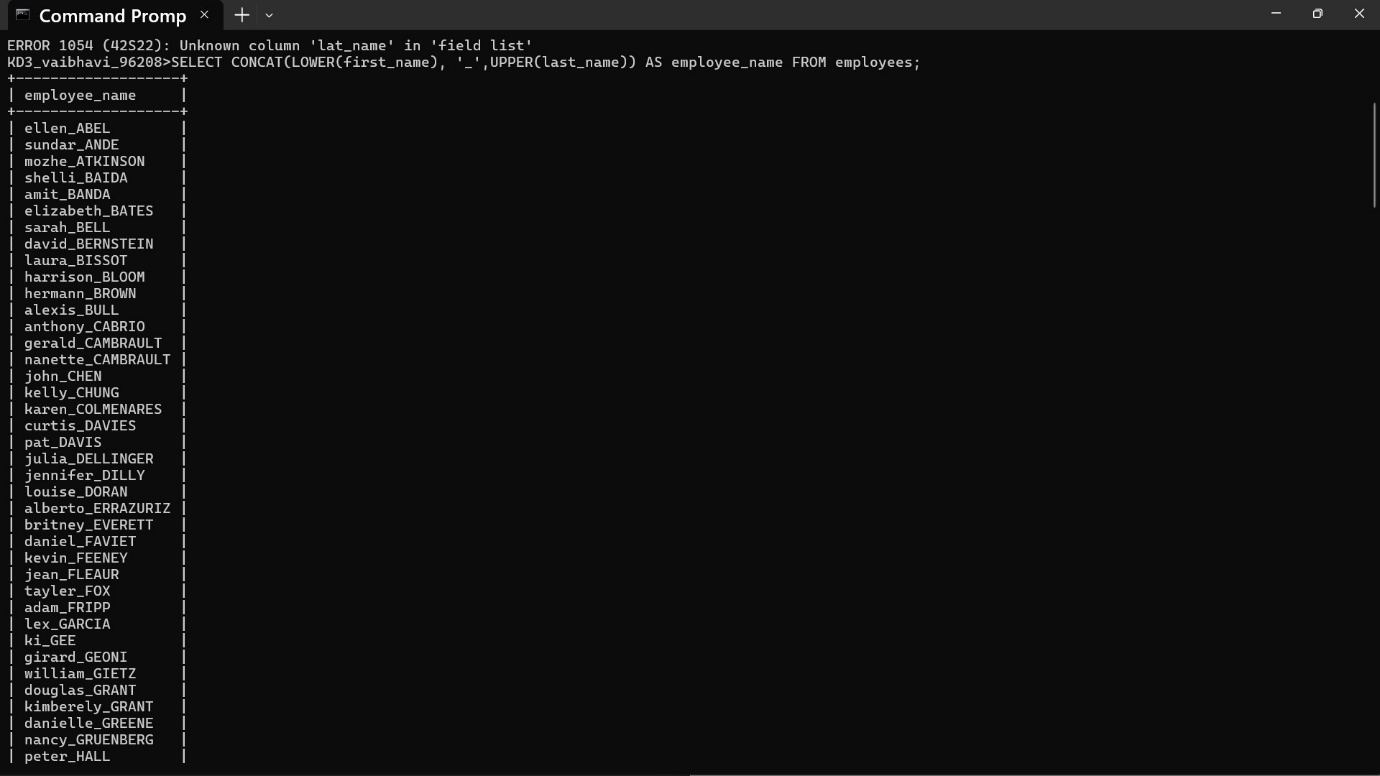 Command Promp
ERROR 1054 (42S22): Unknown column 'lat_name' in 'field list'
KD3_vaibhavi_96208>SELECT CONCAT(LOWER(first_name), '_',UPPER(last_name)) AS employee_name FROM employees;
+-------------------+
| employee_name     |
+-------------------+
| ellen_ABEL        |
| sundar_ANDE       |
| mozhe_ATKINSON    |
| shelli_BAIDA      |
| amit_BANDA        |
| elizabeth_BATES   |
| sarah_BELL        |
| david_BERNSTEIN   |
| laura_BISSOT      |
| harrison_BLOOM    |
| hermann_BROWN     |
| alexis_BULL       |
| anthony_CABRIO    |
| gerald_CAMBRAULT  |
| nanette_CAMBRAULT |
| john_CHEN         |
| kelly_CHUNG       |
| karen_COLMENARES  |
| curtis_DAVIES     |
| pat_DAVIS         |
| julia_DELLINGER   |
| jennifer_DILLY    |
| louise_DORAN      |
| alberto_ERRAZURIZ |
| britney_EVERETT   |
| daniel_FAVIET     |
| kevin_FEENEY      |
| jean_FLEAUR       |
| tayler_FOX        |
| adam_FRIPP        |
| lex_GARCIA        |
| ki_GEE            |
| girard_GEONI      |
| william_GIETZ     |
| douglas_GRANT     |
| kimberely_GRANT   |
| danielle_GREENE   |
| nancy_GRUENBERG   |
| peter_HALL        |